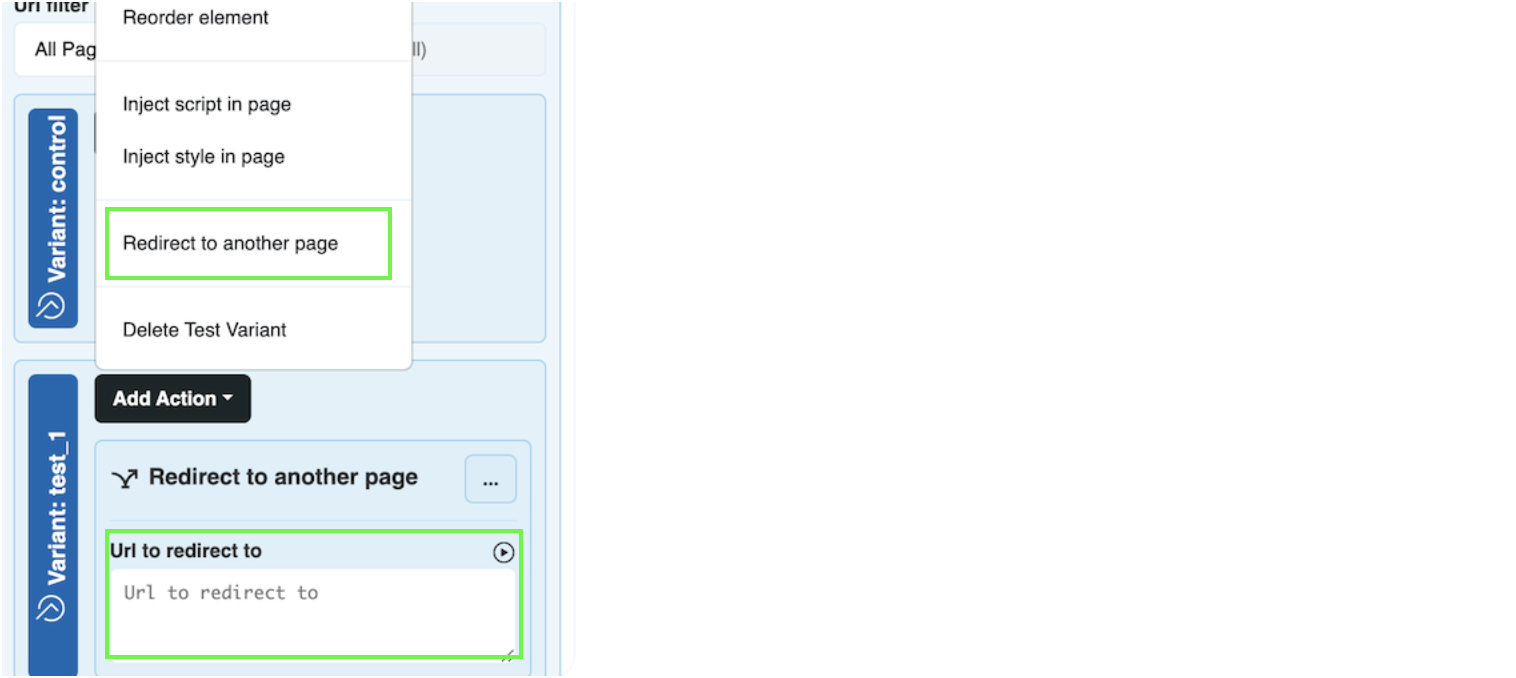 Url filter
Reorder element
All Pag
ll)
Inject script in page
Inject style in page
Variant: control
Redirect to another page
Delete Test Variant
Add Action
Variant: test_1
Redirect to another page
...
Url to redirect to
Url to redirect to